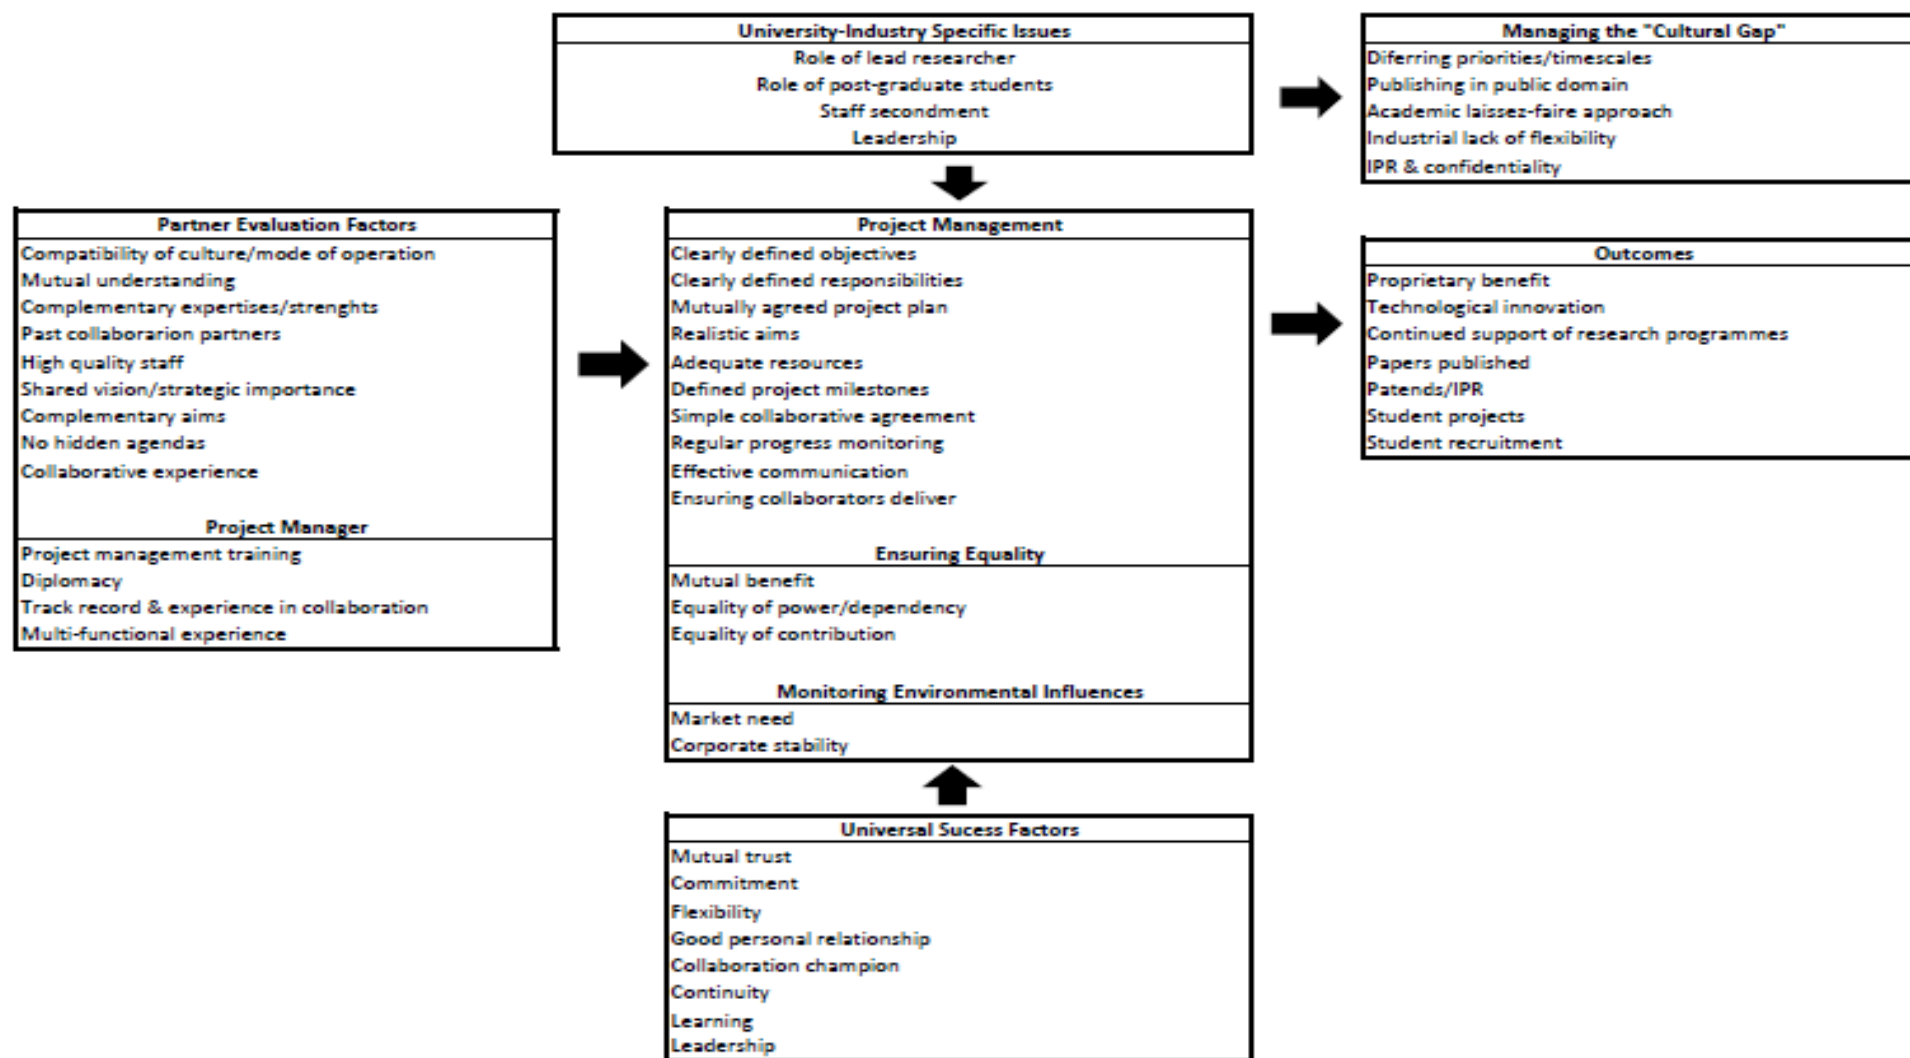 University-Industry Specific Issues
Role of lead researcher
Role of post-graduate students
Staff secondment
Leadership
Managing the "Cultural Gap"
Diferring priorities/timescales
Publishing in public domain
Academic laissez-faire approach
Industrial lack of flexibility
IPR & confidentiality
Partner Evaluation Factors
Compatibility of culture/mode of operation
Mutual understanding
Complementary expertises/strenghts
Past collaborarion partners
High quality staff
Shared vision/strategic importance
Complementary aims
No hidden agendas
Collaborative experience
Project Manager
Project management training
Diplomacy
Track record & experience in collaboration
Multi-functional experience
Project Management
Clearly defined objectives
Clearly defined responsibilities
Mutually agreed project plan
Realistic aims
Adequate resources
Defined project milestones
Simple collaborative agreement
Regular progress monitoring
Effective communication
Ensuring collaborators deliver
Ensuring Equality
Mutual benefit
Equality of power/dependency
Equality of contribution
Monitoring Environmental Influences
Market need
Corporate stability
Outcomes
Proprietary benefit
Technological innovation
Continued support of research programmes
Papers published
Patends/IPR
Student projects
Student recruitment
Universal Sucess Factors
Mutual trust
Commitment
Flexibility
Good personal relationship
Collaboration champion
Continuity
Learning
Leadership